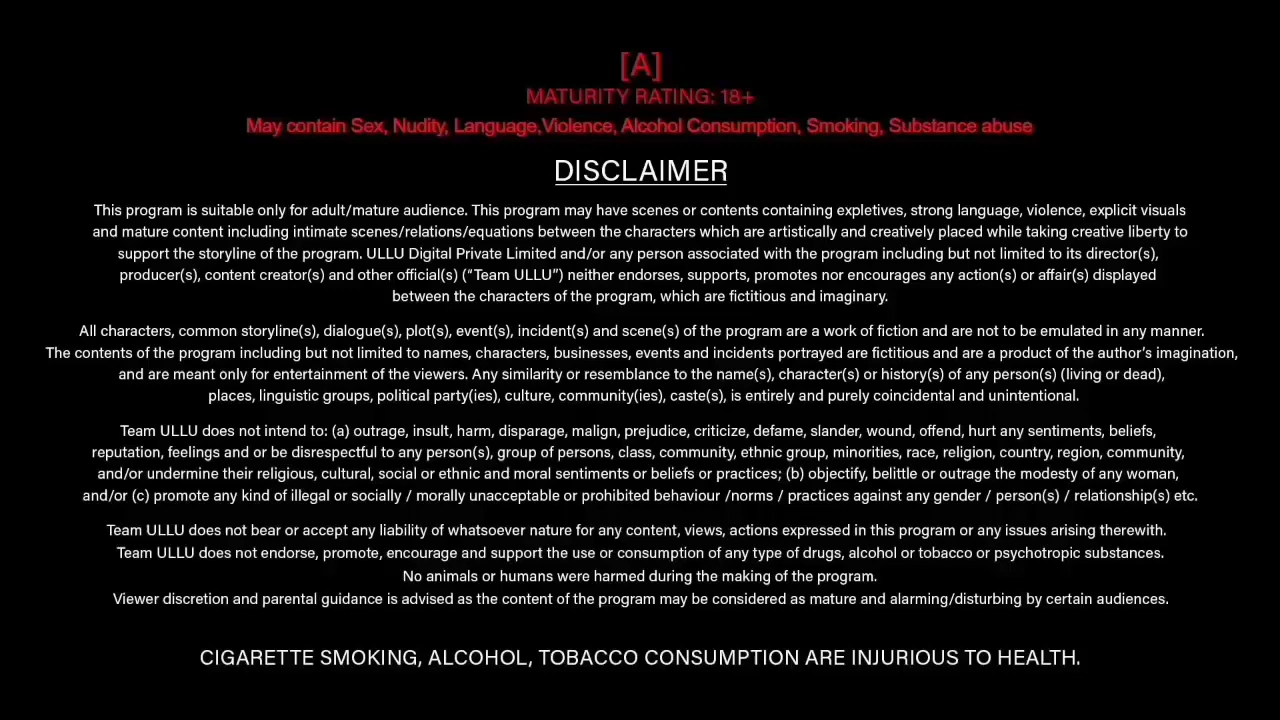 [A]
MATURITY RATING: 18+
May contain Sex, Nudity, Language,Violence, Alcohol Consumption, Smoking, Substance abuse
DISCLAIMER
This program is suitable only for adult/mature audience. This program may have scenes or contents containing expletives, strong language, violence, explicit visuals
and mature content including intimate scenes/relations/equations between the characters which are artistically and creatively placed while taking creative liberty to
support the storyline of the program. ULLU Digital Private Limited and/or any person associated with the program including but not limited to its director(s),
producer(s), content creator(s) and other official(s) (“Team ULLU”) neither endorses, supports, promotes nor encourages any action(s) or affair(s) displayed
between the characters of the program, which are fictitious and imaginary.
All characters, common storyline(s), dialogue(s), plot(s), event(s), incident(s) and scene(s) of the program are a work of fiction and are not to be emulated in any manner.
The contents of the program including but not limited to names, characters, businesses, events and incidents portrayed are fictitious and are a product of the author’s imagination,
and are meant only for entertainment of the viewers. Any similarity or resemblance to the name(s), character(s) or history(s) of any person(s) (living or dead),
places, linguistic groups, political party(ies), culture, community(ies), caste(s), is entirely and purely coincidental and unintentional.
Team ULLU does not intend to: (a) outrage, insult, harm, disparage, malign, prejudice, criticize, defame, slander, wound, offend, hurt any sentiments, beliefs,
reputation, feelings and or be disrespectful to any person(s), group of persons, class, community, ethnic group, minorities, race, religion, country, region, community,
and/or undermine their religious, cultural, social or ethnic and moral sentiments or beliefs or practices; (b) objectify, belittle or outrage the modesty of any woman,
and/or (c) promote any kind of illegal or socially / morally unacceptable or prohibited behaviour /norms / practices against any gender / person(s) / relationship(s) etc.
Team ULLU does not bear or accept any liability of whatsoever nature for any content, views, actions expressed in this program or any issues arising therewith.
Team ULLU does not endorse, promote, encourage and support the use or consumption of any type of drugs, alcohol or tobacco or psychotropic substances.
No animals or humans were harmed during the making of the program.
Viewer discretion and parental guidance is advised as the content of the program may be considered as mature and alarming/disturbing by certain audiences.
CIGARETTE SMOKING, ALCOHOL, TOBACCO CONSUMPTION ARE INJURIOUS TO HEALTH.